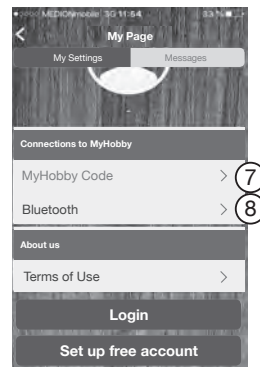 MEDIONmobile 3G 11:54 33 %
My Page
My Settings Messages
Connections to MyHobby
MyHobby Code 7
Bluetooth 8
About us
Terms of Use
Login
Set up free account